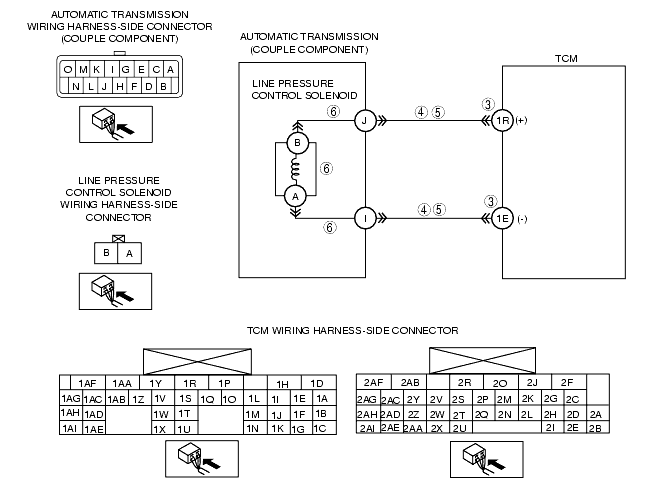 AUTOMATIC TRANSMISSION
WIRING HARNESS-SIDE CONNECTOR
(COUPLE COMPONENT)
O M K I G E C A
N L J H F D B
LINE PRESSURE
CONTROL SOLENOID
WIRING HARNESS-SIDE
CONNECTOR
B A
AUTOMATIC TRANSMISSION
(COUPLE COMPONENT)
LINE PRESSURE
CONTROL SOLENOID
TCM
6 J 4 5 3 1R (+)
B
6
A
6 I 4 5 3 1E (-)
TCM WIRING HARNESS-SIDE CONNECTOR
1AF 1AA 1Y 1R 1P 1H 1D
1AG 1AC 1AB 1Z 1V 1S 1Q 1O 1L 1I 1E 1A
1AH 1AD 1W 1T 1M 1J 1F 1B
1AI 1AE 1X 1U 1N 1K 1G 1C
2AF 2AB 2R 2O 2J 2F
2AG 2AC 2Y 2V 2S 2P 2M 2K 2G 2C
2AH 2AD 2Z 2W 2T 2Q 2N 2L 2H 2D 2A
2AI 2AE 2AA 2X 2U 2I 2E 2B